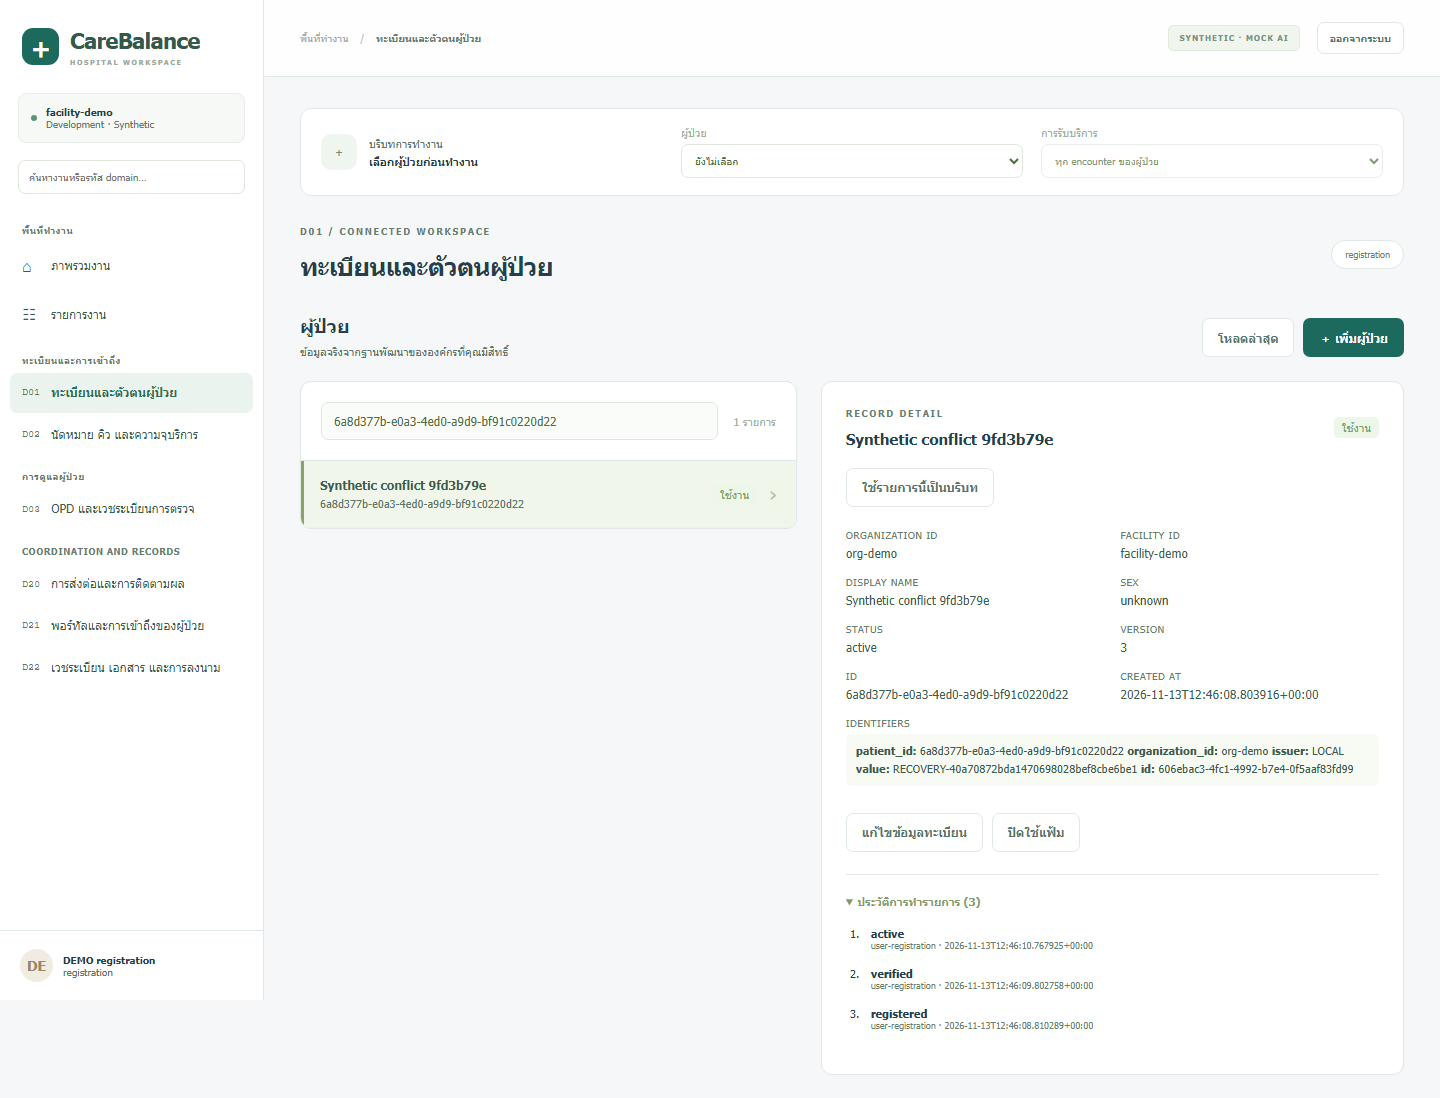 +
CareBalance
HOSPITAL WORKSPACE
facility-demo
Development · Synthetic
ค้นหางานหรือรหัส domain...
พื้นที่ทำงาน
ภาพรวมงาน
รายการงาน
ทะเบียนและการเข้าถึง
D01 ทะเบียนและตัวตนผู้ป่วย
D02 นัดหมาย คิว และความจุบริการ
การดูแลผู้ป่วย
D03 OPD และเวชระเบียนการตรวจ
COORDINATION AND RECORDS
D20 การส่งต่อและการติดตามผล
D21 พอร์ทัลและการเข้าถึงของผู้ป่วย
D22 เวชระเบียน เอกสาร และการลงนาม
DE
DEMO registration
registration
พื้นที่ทำงาน / ทะเบียนและตัวตนผู้ป่วย
SYNTHETIC · MOCK AI
ออกจากระบบ
+
บริบทการทำงาน
เลือกผู้ป่วยก่อนทำงาน
ผู้ป่วย
ยังไม่เลือก
การรับบริการ
ทุก encounter ของผู้ป่วย
D01 / CONNECTED WORKSPACE
ทะเบียนและตัวตนผู้ป่วย
registration
ผู้ป่วย
ข้อมูลจริงจากฐานพัฒนาขององค์กรที่คุณมีสิทธิ์
โหลดล่าสุด
+ เพิ่มผู้ป่วย
6a8d377b-e0a3-4ed0-a9d9-bf91c0220d22
1 รายการ
Synthetic conflict 9fd3b79e
6a8d377b-e0a3-4ed0-a9d9-bf91c0220d22
ใช้งาน
RECORD DETAIL
Synthetic conflict 9fd3b79e
ใช้งาน
ใช้รายการนี้เป็นบริบท
ORGANIZATION ID
org-demo
FACILITY ID
facility-demo
DISPLAY NAME
Synthetic conflict 9fd3b79e
SEX
unknown
STATUS
active
VERSION
3
ID
6a8d377b-e0a3-4ed0-a9d9-bf91c0220d22
CREATED AT
2026-11-13T12:46:08.803916+00:00
IDENTIFIERS
patient_id: 6a8d377b-e0a3-4ed0-a9d9-bf91c0220d22 organization_id: org-demo issuer: LOCAL
value: RECOVERY-40a70872bda1470698028bef8cbe6be1 id: 606ebac3-4fc1-4992-b7e4-0f5aaf83fd99
แก้ไขข้อมูลทะเบียน
ปิดใช้แฟ้ม
▼ ประวัติการทำรายการ (3)
1. active
user-registration · 2026-11-13T12:46:10.767925+00:00
2. verified
user-registration · 2026-11-13T12:46:09.802758+00:00
3. registered
user-registration · 2026-11-13T12:46:08.810289+00:00